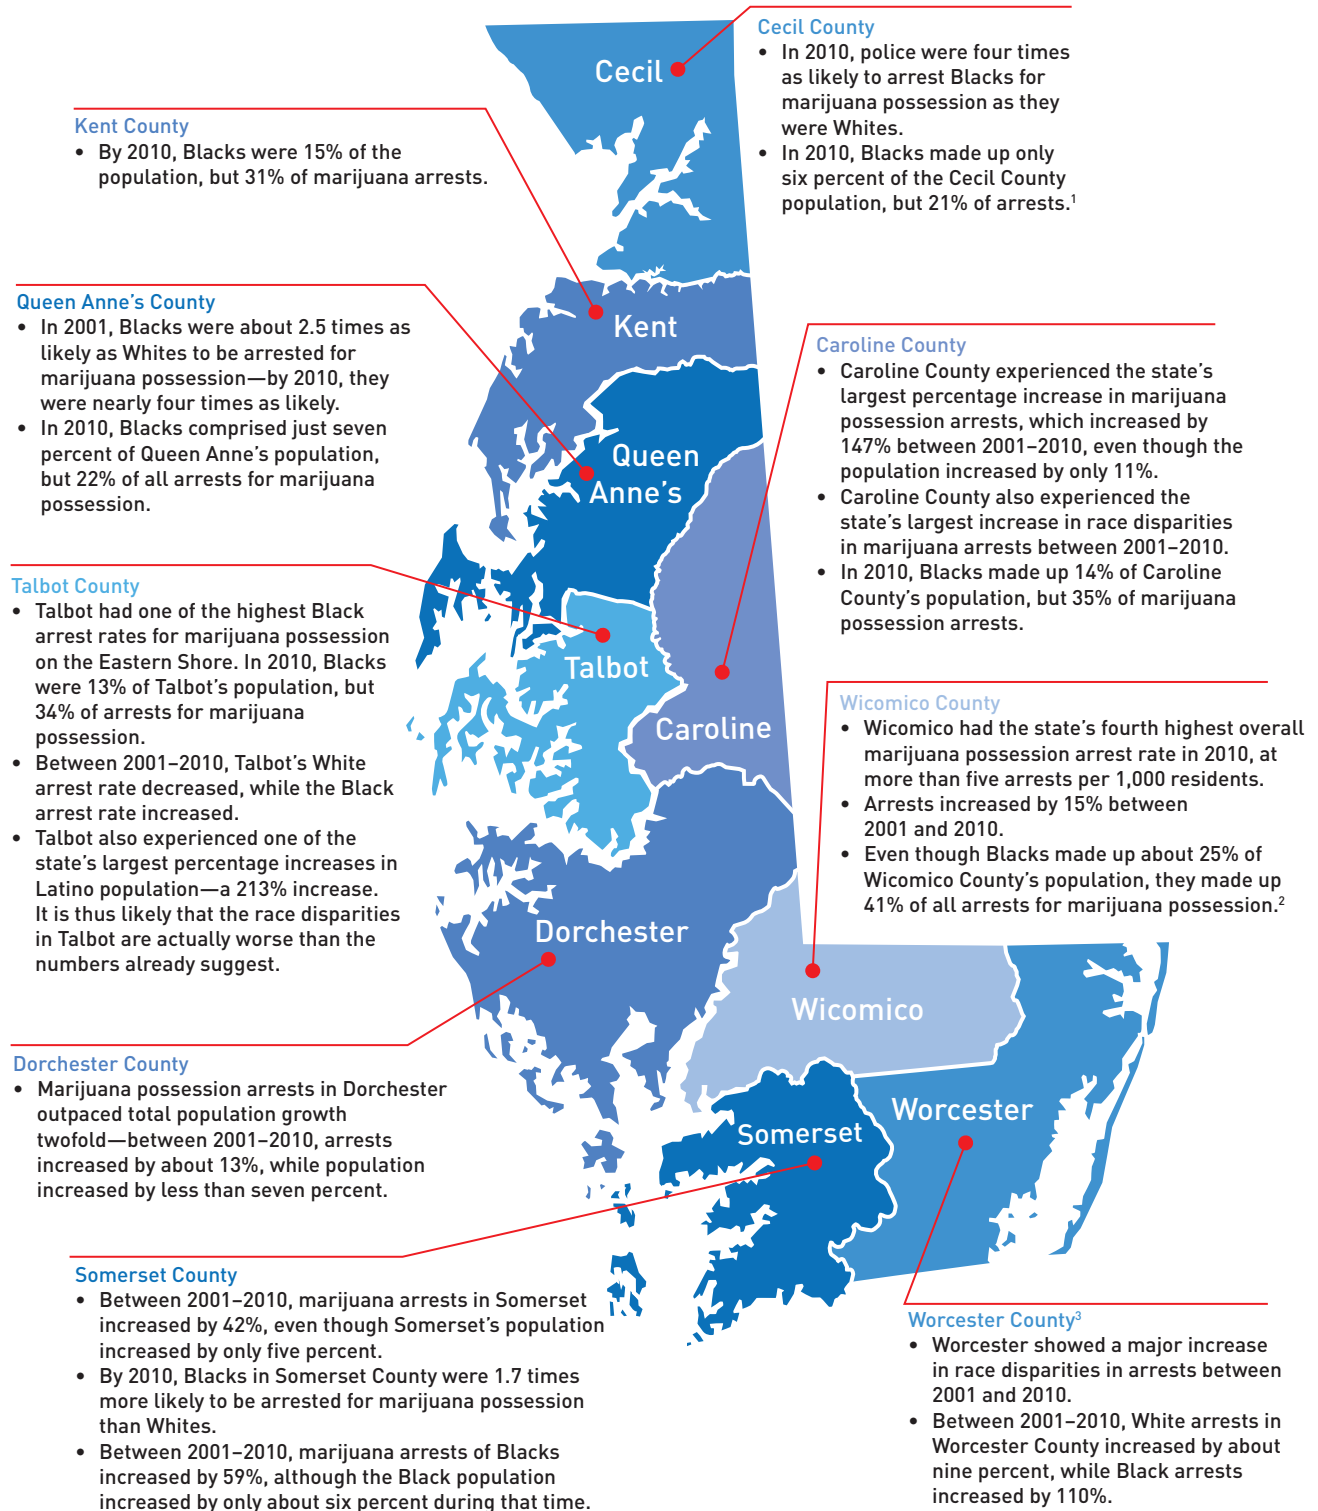 Cecil County
• In 2010, police were four times
as likely to arrest Blacks for
marijuana possession as they
were Whites.
• In 2010, Blacks made up only
six percent of the Cecil County
population, but 21% of arrests.1
Kent County
• By 2010, Blacks were 15% of the
population, but 31% of marijuana arrests.
Queen Anne’s County
• In 2001, Blacks were about 2.5 times as
likely as Whites to be arrested for
marijuana possession—by 2010, they
were nearly four times as likely.
• In 2010, Blacks comprised just seven
percent of Queen Anne’s population,
but 22% of all arrests for marijuana
possession.
Caroline County
• Caroline County experienced the state’s
largest percentage increase in marijuana
possession arrests, which increased by
147% between 2001–2010, even though the
population increased by only 11%.
• Caroline County also experienced the
state’s largest increase in race disparities
in marijuana arrests between 2001–2010.
• In 2010, Blacks made up 14% of Caroline
County’s population, but 35% of marijuana
possession arrests.
Talbot County
• Talbot had one of the highest Black
arrest rates for marijuana possession
on the Eastern Shore. In 2010, Blacks
were 13% of Talbot’s population, but
34% of arrests for marijuana
possession.
• Between 2001–2010, Talbot’s White
arrest rate decreased, while the Black
arrest rate increased.
• Talbot also experienced one of the
state’s largest percentage increases in
Latino population—a 213% increase.
It is thus likely that the race disparities
in Talbot are actually worse than the
numbers already suggest.
Wicomico County
• Wicomico had the state’s fourth highest overall
marijuana possession arrest rate in 2010, at
more than five arrests per 1,000 residents.
• Arrests increased by 15% between
2001 and 2010.
• Even though Blacks made up about 25% of
Wicomico County’s population, they made up
41% of all arrests for marijuana possession.2
Dorchester County
• Marijuana possession arrests in Dorchester
outpaced total population growth
twofold—between 2001–2010, arrests
increased by about 13%, while population
increased by less than seven percent.
Somerset County
• Between 2001–2010, marijuana arrests in Somerset
increased by 42%, even though Somerset’s population
increased by only five percent.
• By 2010, Blacks in Somerset County were 1.7 times
more likely to be arrested for marijuana possession
than Whites.
• Between 2001–2010, marijuana arrests of Blacks
increased by 59%, although the Black population
increased by only about six percent during that time.
Worcester County3
• Worcester showed a major increase
in race disparities in arrests between
2001 and 2010.
• Between 2001–2010, White arrests in
Worcester County increased by about
nine percent, while Black arrests
increased by 110%.
Cecil
Kent
Queen
Anne’s
Talbot
Caroline
Dorchester
Wicomico
Worcester
Somerset